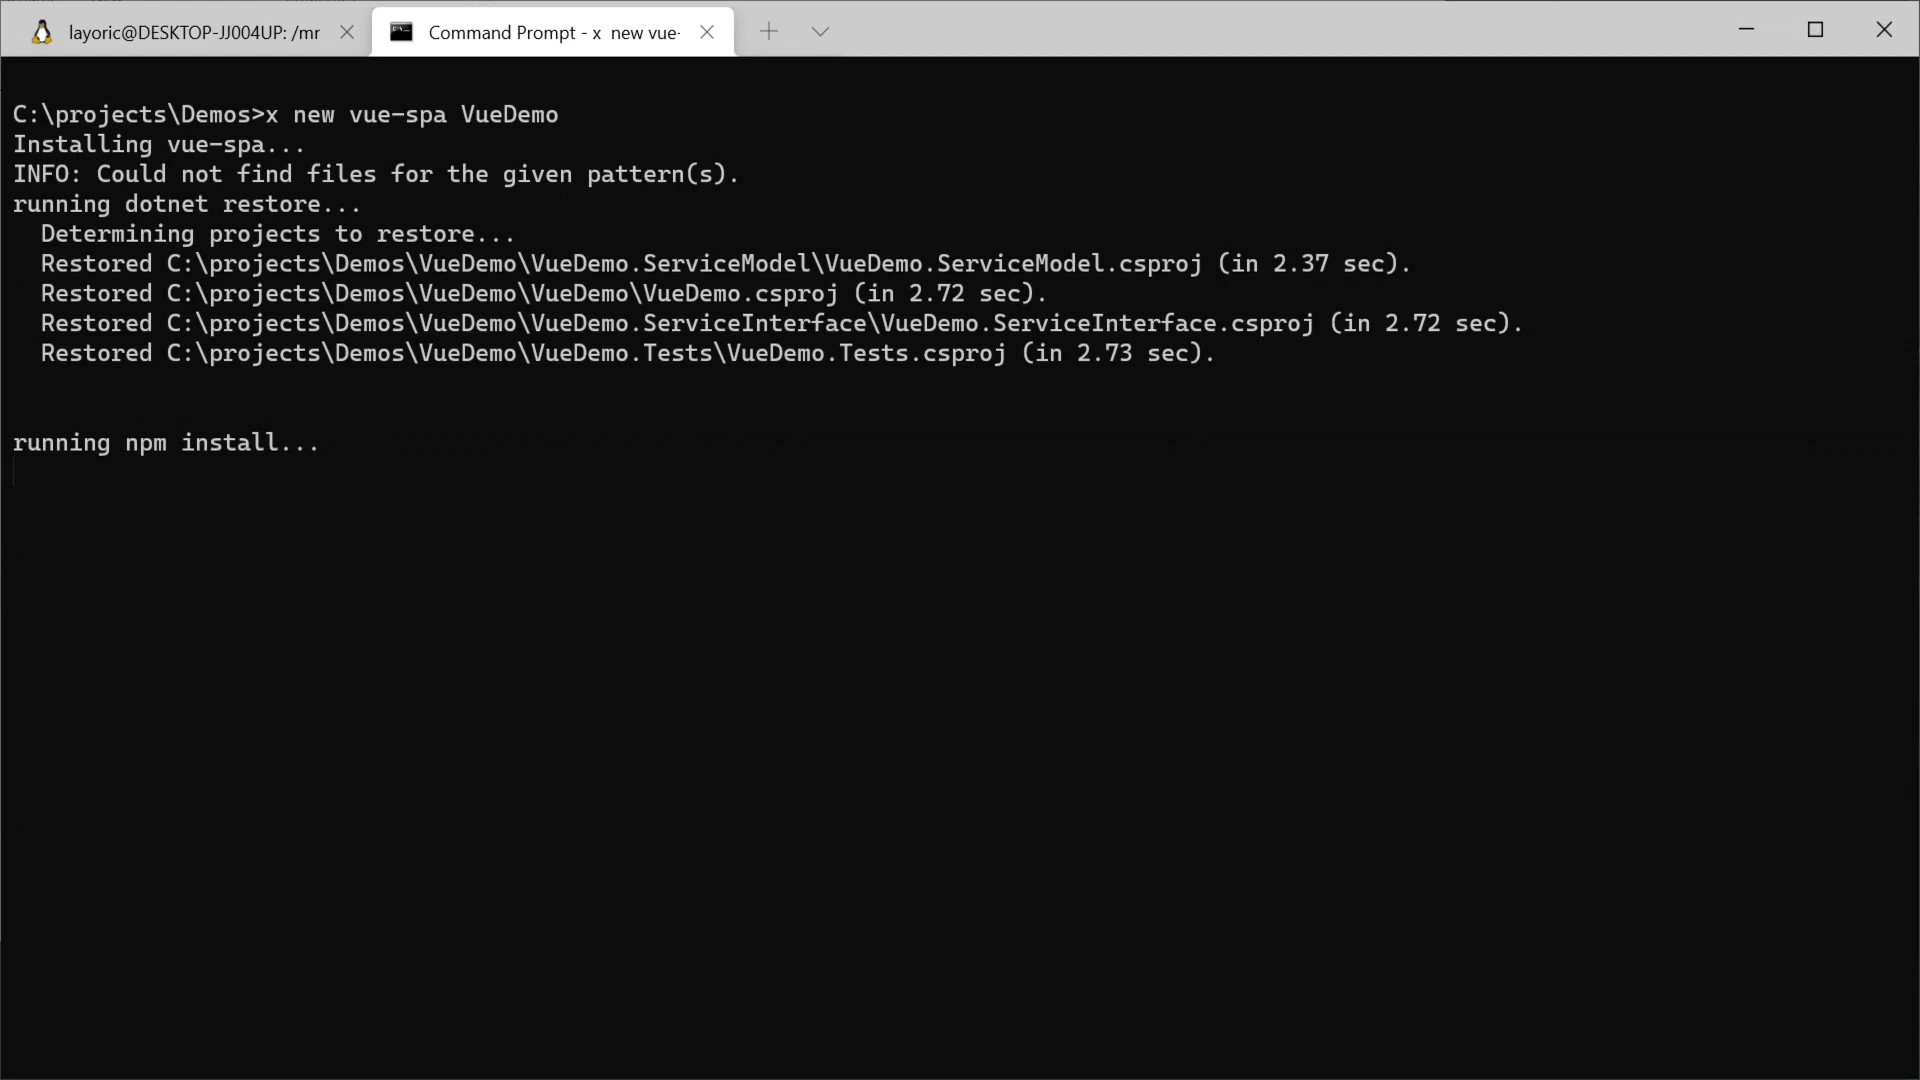 layoric@DESKTOP-JJ004UP: /mr
Command Prompt - x  new vue-
C:\projects\Demos>x new vue-spa VueDemo
Installing vue-spa...
INFO: Could not find files for the given pattern(s).
running dotnet restore...
  Determining projects to restore...
  Restored C:\projects\Demos\VueDemo\VueDemo.ServiceModel\VueDemo.ServiceModel.csproj (in 2.37 sec).
  Restored C:\projects\Demos\VueDemo\VueDemo\VueDemo.csproj (in 2.72 sec).
  Restored C:\projects\Demos\VueDemo\VueDemo.ServiceInterface\VueDemo.ServiceInterface.csproj (in 2.72 sec).
  Restored C:\projects\Demos\VueDemo\VueDemo.Tests\VueDemo.Tests.csproj (in 2.73 sec).
running npm install...